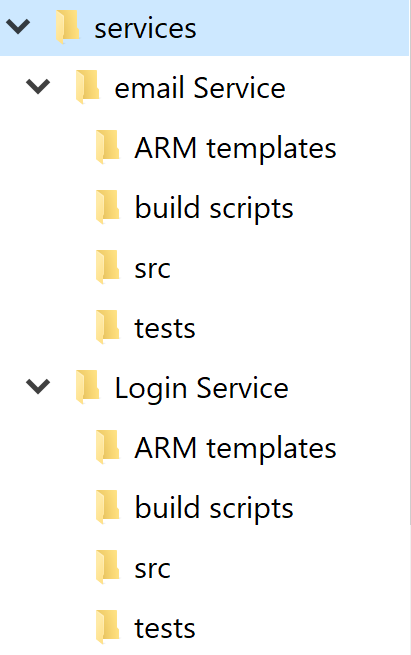 services
email Service
ARM templates
build scripts
src
tests
Login Service
ARM templates
build scripts
src
tests